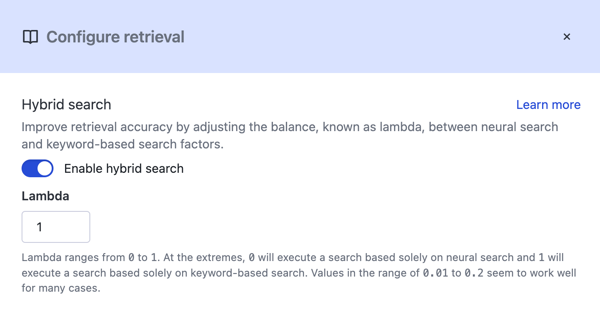 Configure retrieval
Hybrid search
Learn more
Improve retrieval accuracy by adjusting the balance, known as lambda, between neural search
and keyword-based search factors.
Enable hybrid search
Lambda
1
Lambda ranges from 0 to 1. At the extremes, 0 will execute a search based solely on neural search and 1 will
execute a search based solely on keyword-based search. Values in the range of 0.01 to 0.2 seem to work well
for many cases.